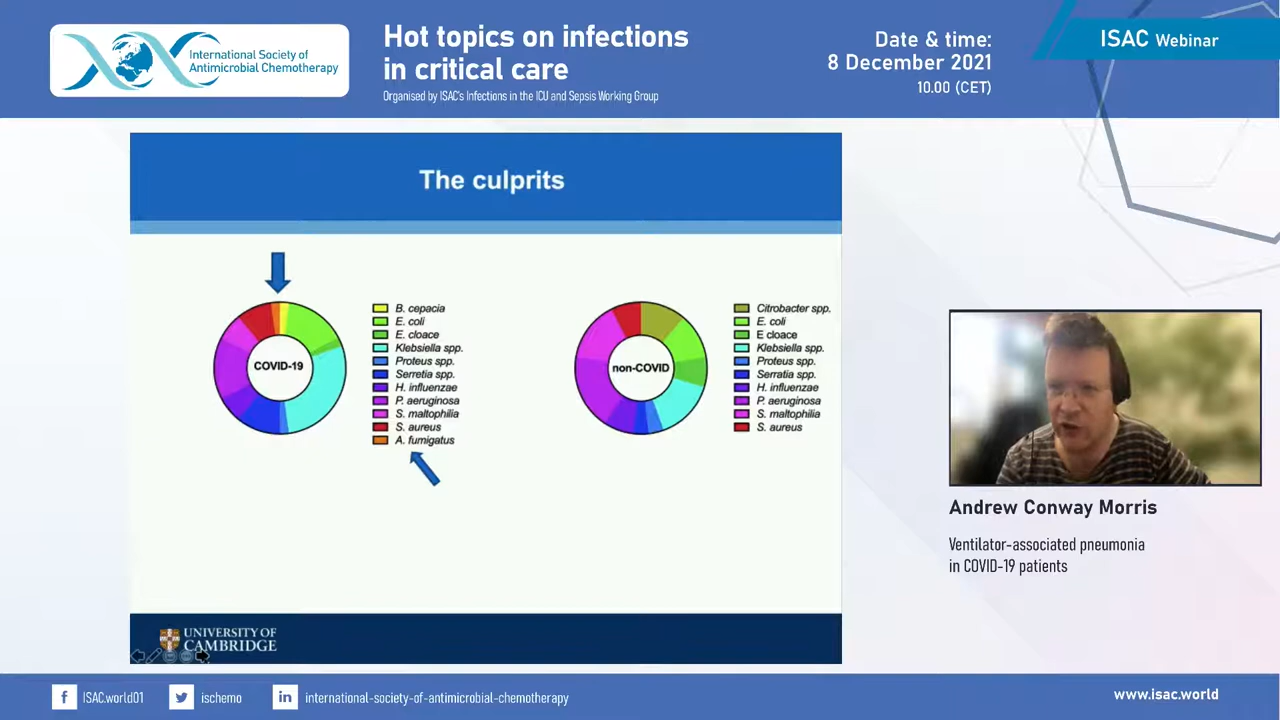 International Society of
Antimicrobial Chemotherapy
Hot topics on infections
in critical care
Organised by ISAC's Infections in the ICU and Sepsis Working Group
Date & time:
8 December 2021
10.00 (CET)
ISAC Webinar
The culprits
COVID-19
B. cepacia
E. coli
E. cloace
Klebsiella spp.
Proteus spp.
Serretia spp.
H. influenzae
P. aeruginosa
S. maltophilia
S. aureus
A. fumigatus
non-COVID
Citrobacter spp.
E. coli
E cloace
Klebsiella spp.
Proteus spp.
Serratia spp.
H. influenzae
P. aeruginosa
S. maltophilia
S. aureus
Andrew Conway Morris
Ventilator-associated pneumonia
in COVID-19 patients
UNIVERSITY OF
CAMBRIDGE
f ISAC.world01
ischemo
in international-society-of-antimicrobial-chemotherapy
www.isac.world